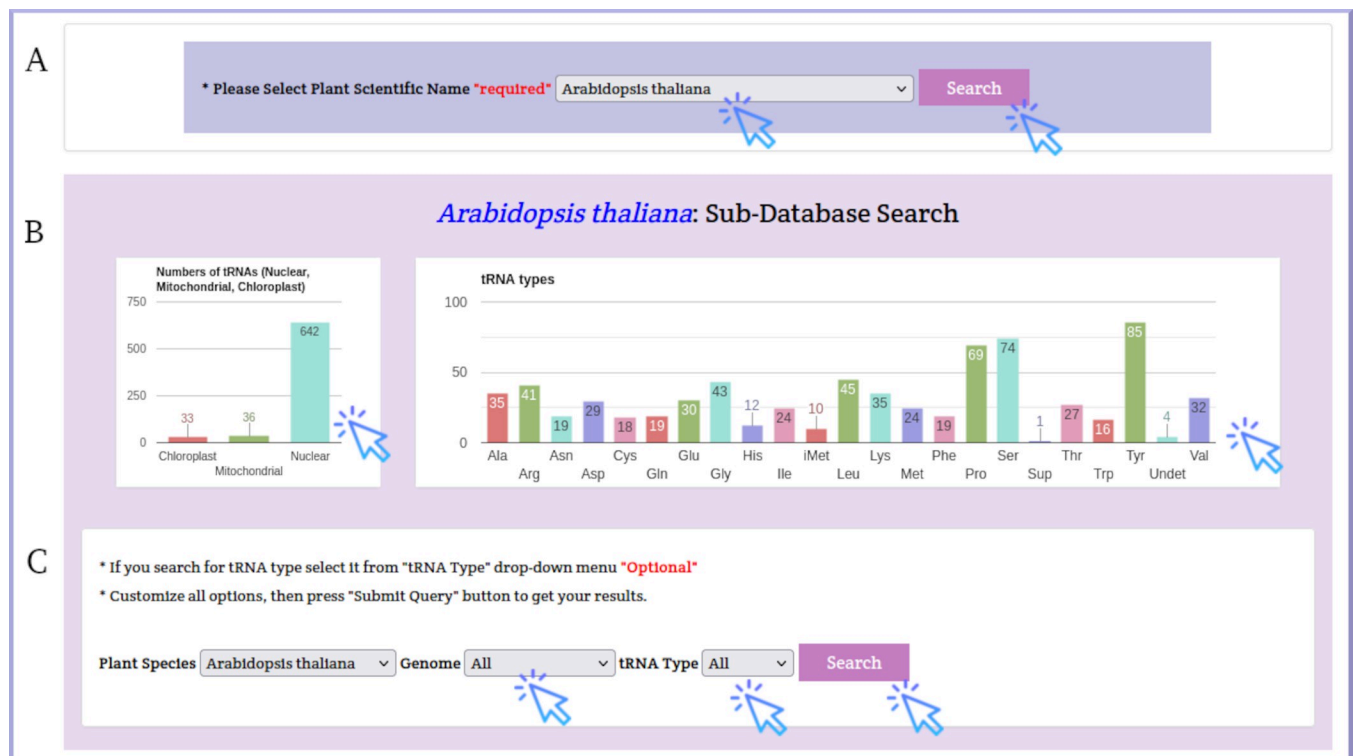 A
* Please Select Plant Scientific Name "required" Arabidopsis thaliana Search
B
Arabidopsis thaliana: Sub-Database Search
Numbers of tRNAs (Nuclear,
Mitochondrial, Chloroplast)
750
500
250
0
33
36
642
Chloroplast
Mitochondrial
Nuclear
tRNA types
100
50
0
35 41 19 29 18 19 30 43 12 24 10 45 35 24 19 69 74 1 27 16 85 4 32
Ala Asn Cys Glu His iMet Lys Phe Ser Thr Tyr Val
Arg Asp Gln Gly Ile Leu Met Pro Sup Trp Undet
C
* If you search for tRNA type select it from "tRNA Type" drop-down menu "Optional"
* Customize all options, then press "Submit Query" button to get your results.
Plant Species Arabidopsis thaliana Genome All tRNA Type All Search